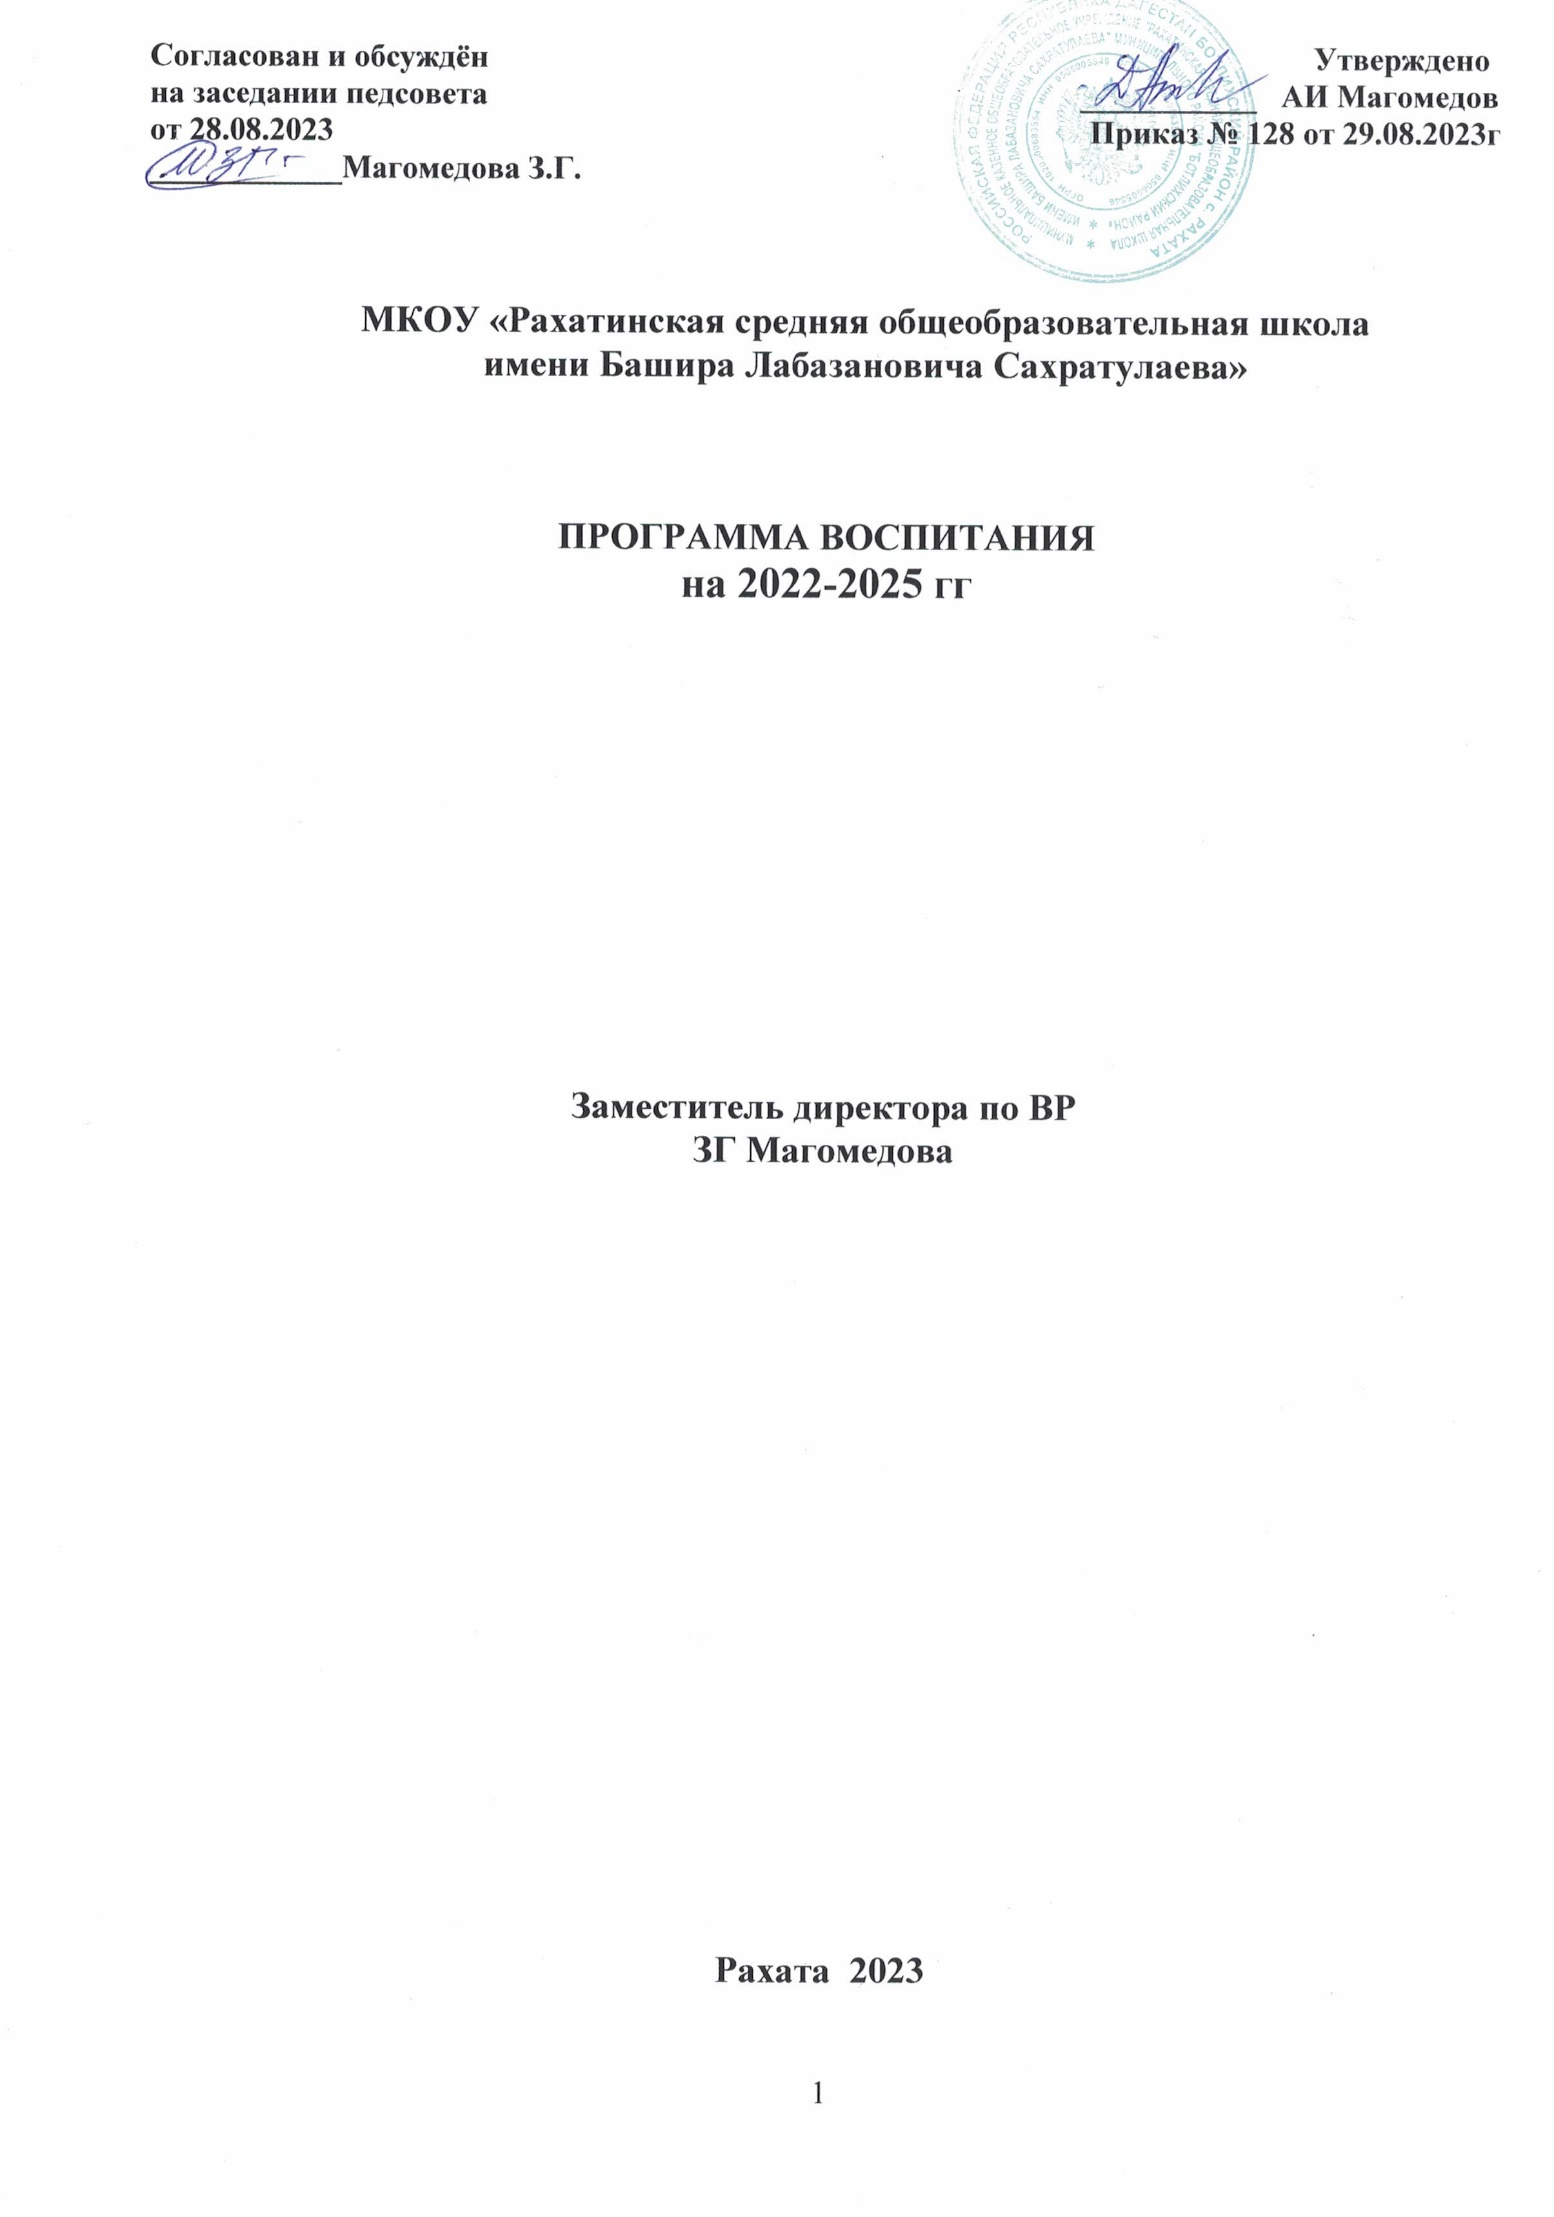 Согласован и обсуждён
на заседании педсовета
от 28.08.2023
Магомедова З.Г.
Утверждено
АИ Магомедов
Приказ № 128 от 29.08.2023г
МКОУ «Рахатинская средняя общеобразовательная школа
имени Башира Лабазановича Сахратулаева»
ПРОГРАММА ВОСПИТАНИЯ
на 2022-2025 гг
Заместитель директора по ВР
ЗГ Магомедова
Рахата 2023
1